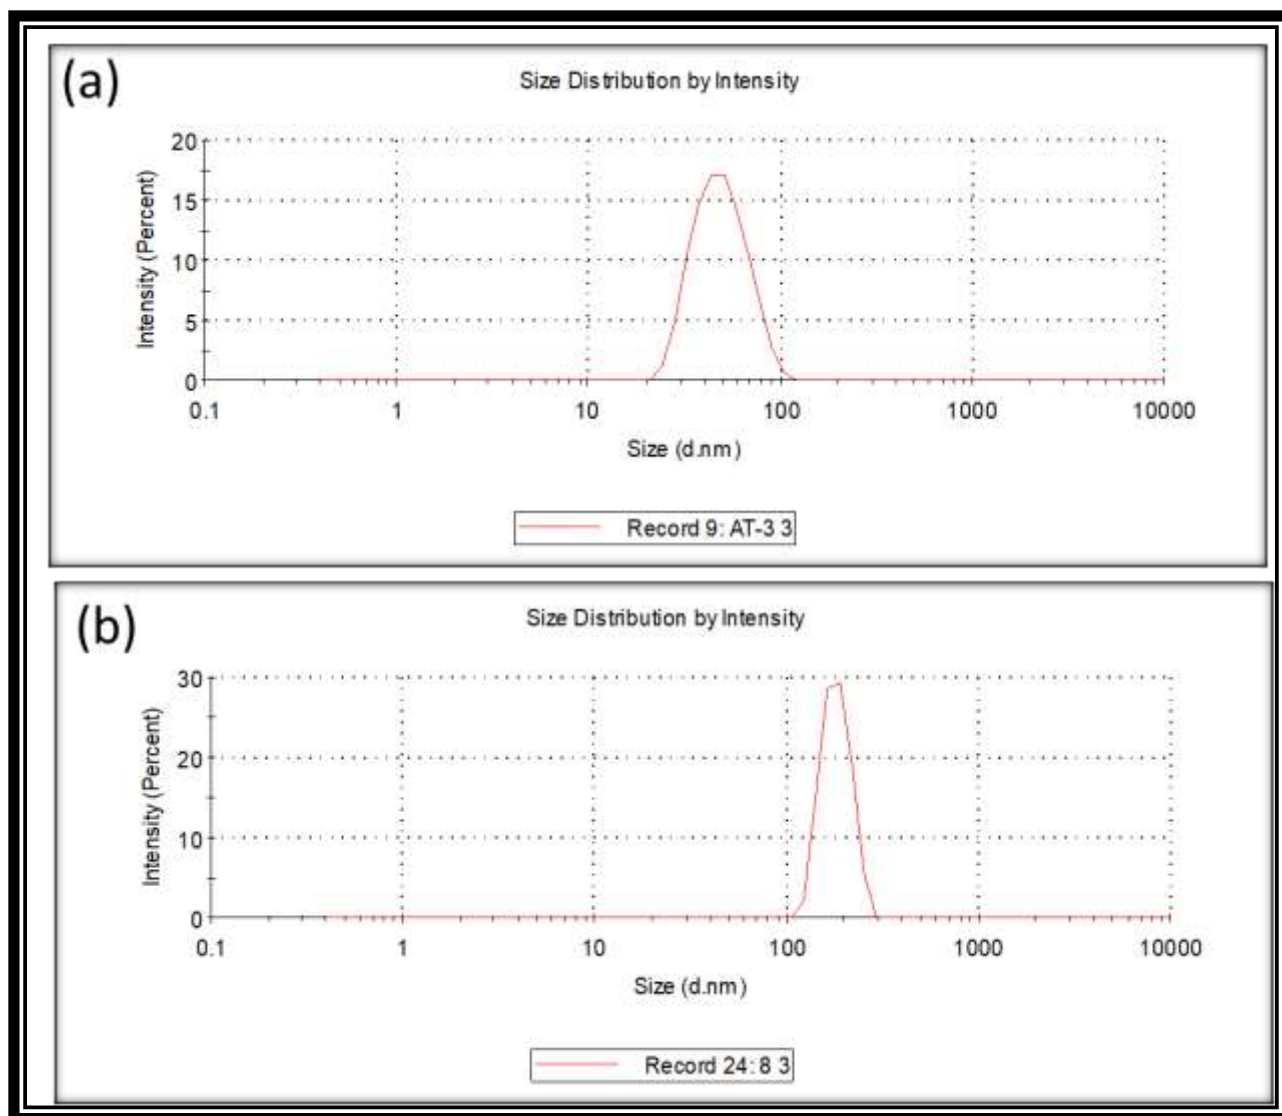 (a)
Size Distribution by Intensity
Intensity (Percent)
20
15
10
5
0
0.1 1 10 100 1000 10000
Size (d.nm)
Record 9: AT-3 3
(b)
Size Distribution by Intensity
Intensity (Percent)
30
20
10
0
0.1 1 10 100 1000 10000
Size (d.nm)
Record 24: 8 3